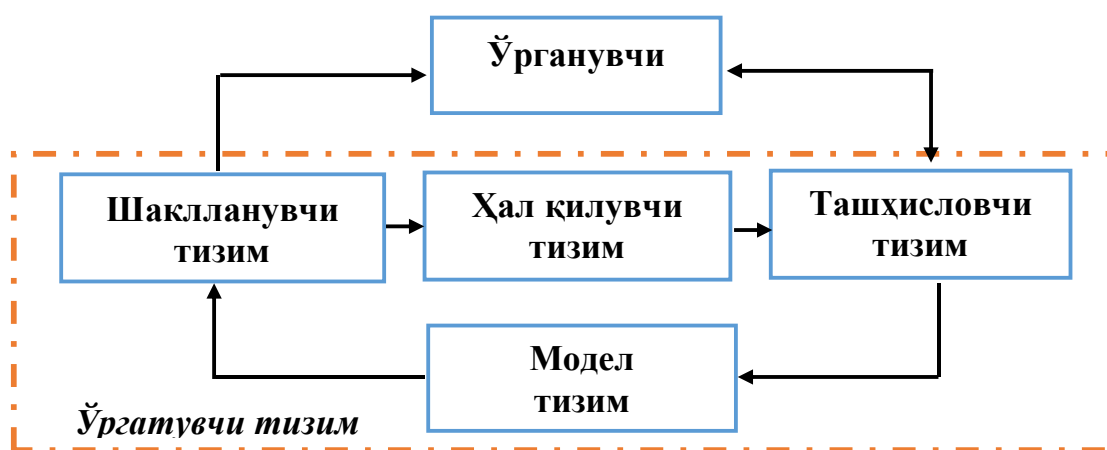 Ўрганувчи
Шаклланувчи
тизим
Ҳал қилувчи
тизим
Ташҳисловчи
тизим
Модел
тизим
Ўргатувчи тизим